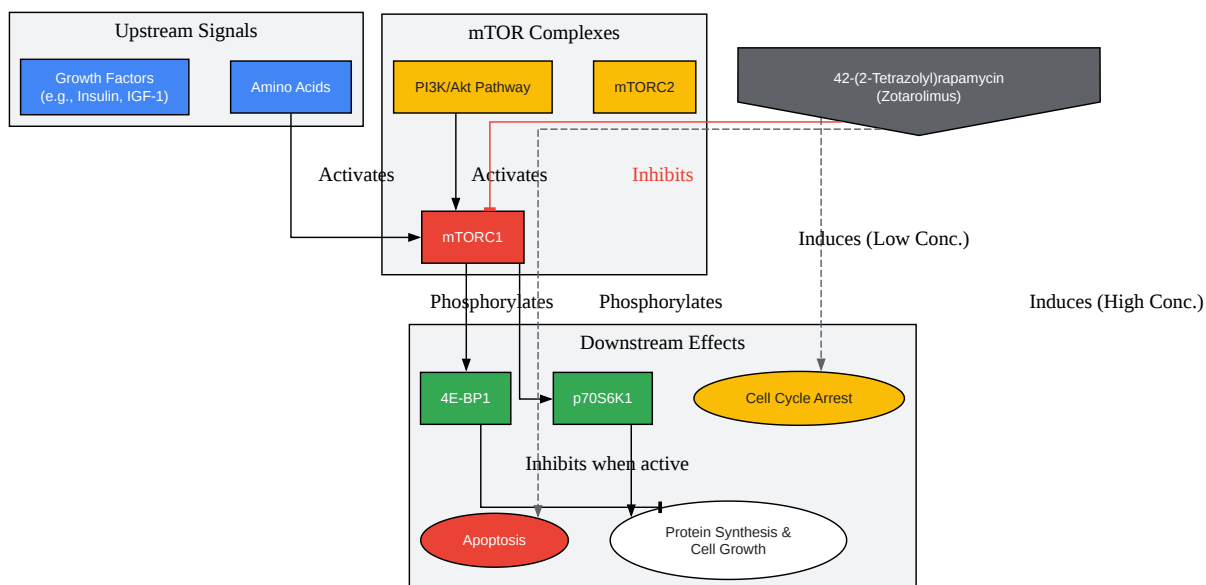 Upstream Signals
mTOR Complexes
Growth Factors
(e.g., Insulin, IGF-1)
Amino Acids
PI3K/Akt Pathway
mTORC2
42-(2-Tetrazolyl)rapamycin
(Zotarolimus)
Activates
Activates
Inhibits
mTORC1
Induces (Low Conc.)
Phosphorylates
Phosphorylates
Induces (High Conc.)
Downstream Effects
4E-BP1
p70S6K1
Cell Cycle Arrest
Inhibits when active
Apoptosis
Protein Synthesis &
Cell Growth